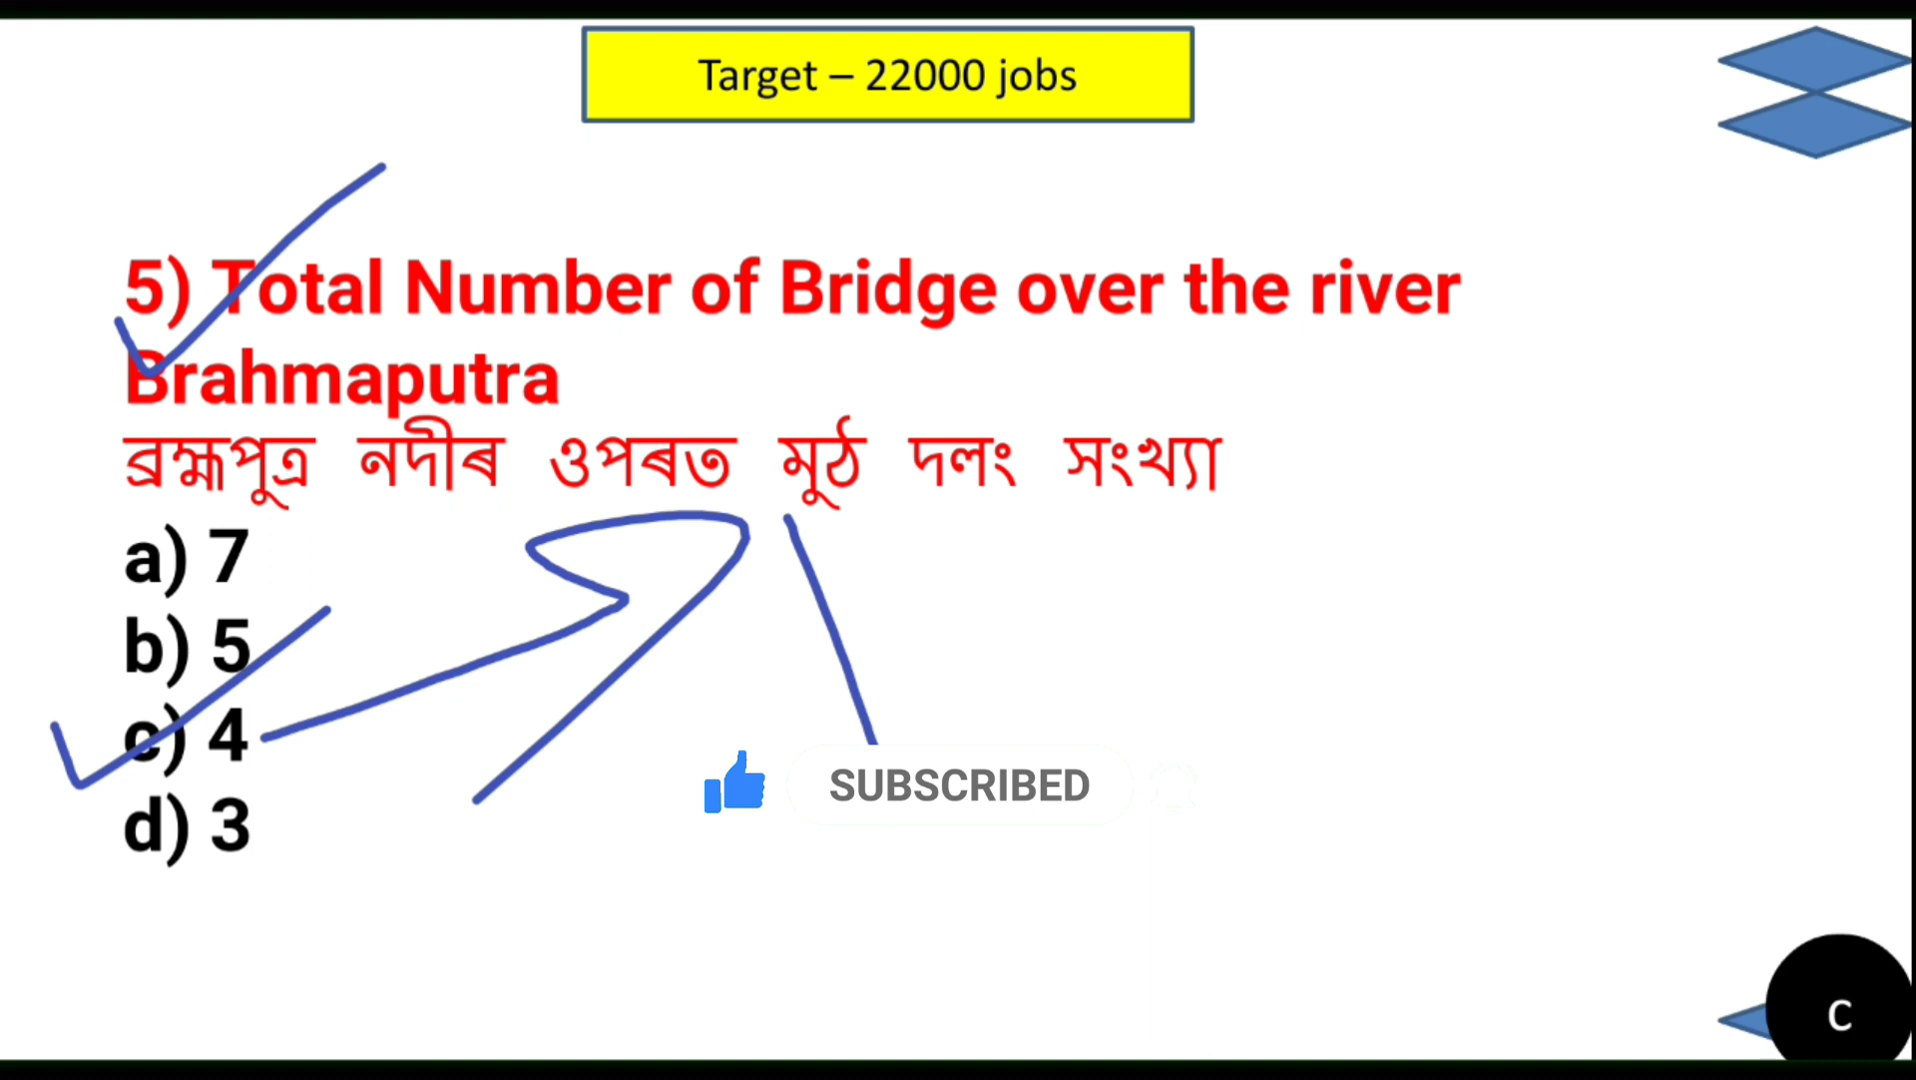 Target – 22000 jobs
5) Total Number of Bridge over the river
Brahmaputra
ব্ৰহ্মপুত্ৰ নদীৰ ওপৰত মুঠ দলং সংখ্যা
a) 7
b) 5
c) 4
d) 3
SUBSCRIBED
C